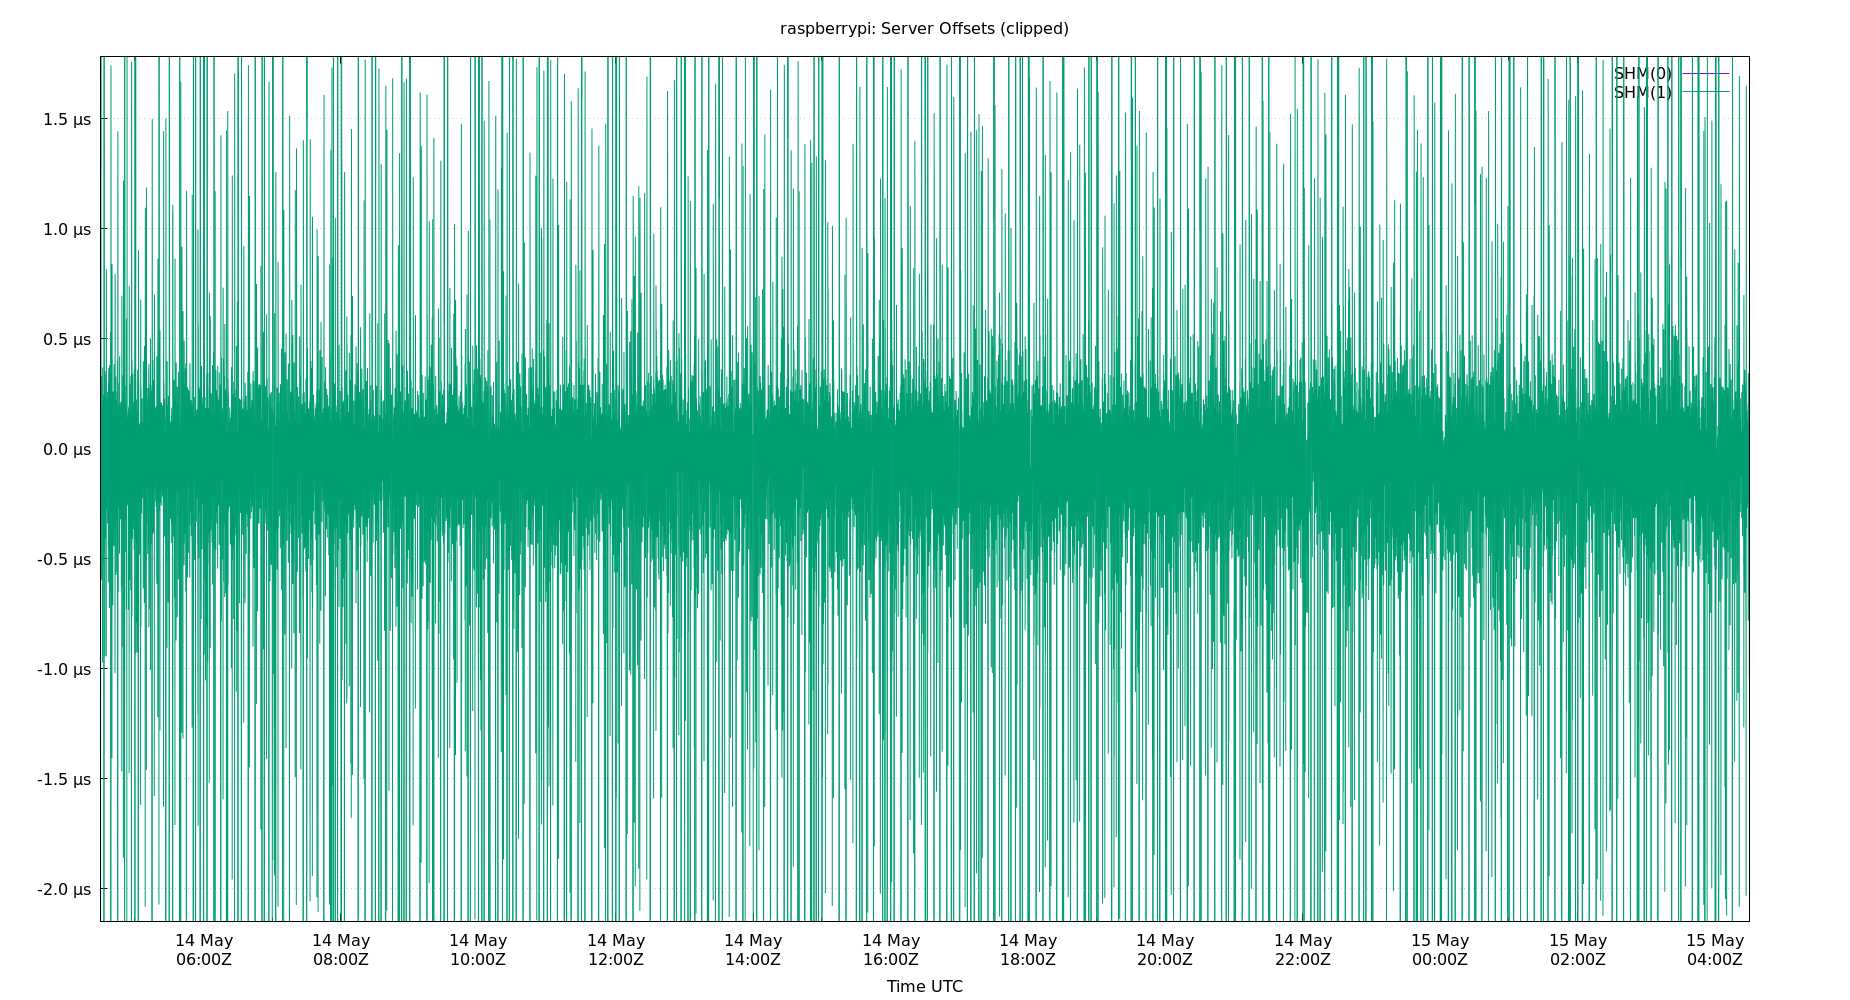 raspberrypi: Server Offsets (clipped)
SHM(0)
SHM(1)
1.5 µs
1.0 µs
0.5 µs
0.0 µs
-0.5 µs
-1.0 µs
-1.5 µs
-2.0 µs
14 May 14 May 14 May 14 May 14 May 14 May 14 May 14 May 14 May 15 May 15 May 15 May
06:00Z 08:00Z 10:00Z 12:00Z 14:00Z 16:00Z 18:00Z 20:00Z 22:00Z 00:00Z 02:00Z 04:00Z
Time UTC